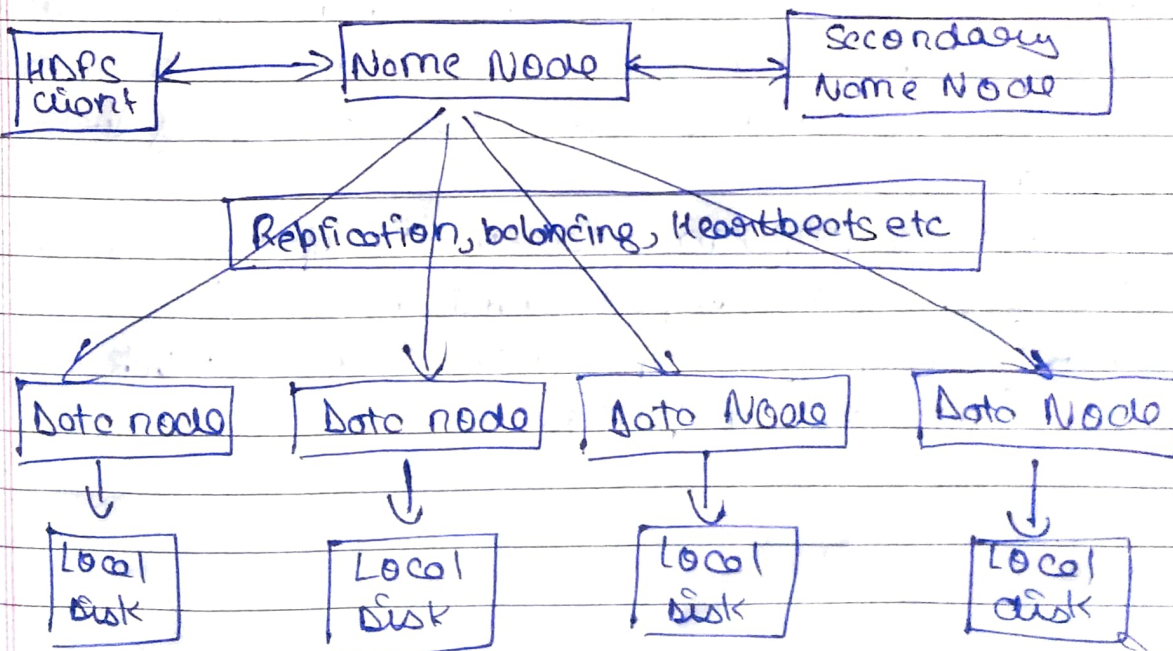 HDFS
client
Name Node
Secondary
Name Node
Replication, balancing, Heartbeats etc
Data node
Data node
Data Node
Data Node
Local
Disk
Local
Disk
Local
Disk
Local
disk